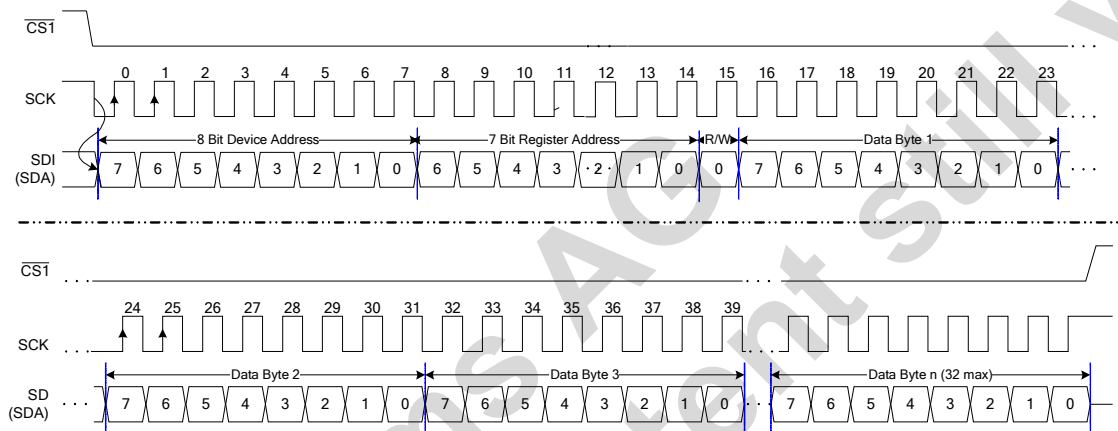 CS1
. . .
0 1 2 3 4 5 6 7 8 9 10 11 12 13 14 15 16 17 18 19 20 21 22 23
SCK
. . .
8 Bit Device Address 7 Bit Register Address R/W Data Byte 1
SDI
(SDA)
7 6 5 4 3 2 1 0 6 5 4 3 2 1 0 0 7 6 5 4 3 2 1 0 . . .
CS1
. . . . . .
24 25 26 27 28 29 30 31 32 33 34 35 36 37 38 39
SCK
. . . . . .
Data Byte 2 Data Byte 3 Data Byte n (32 max)
SD
(SDA)
. . . 7 6 5 4 3 2 1 0 7 6 5 4 3 2 1 0 . . . 7 6 5 4 3 2 1 0
AG
still